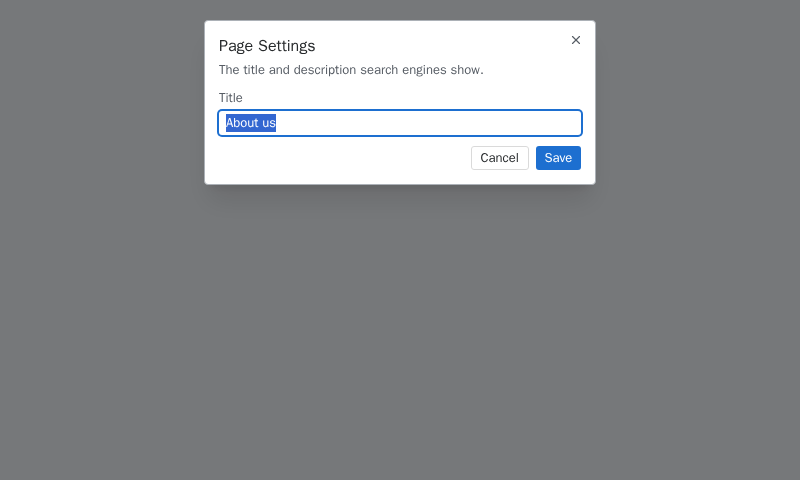 Page Settings
The title and description search engines show.
Title
About us
Cancel
Save